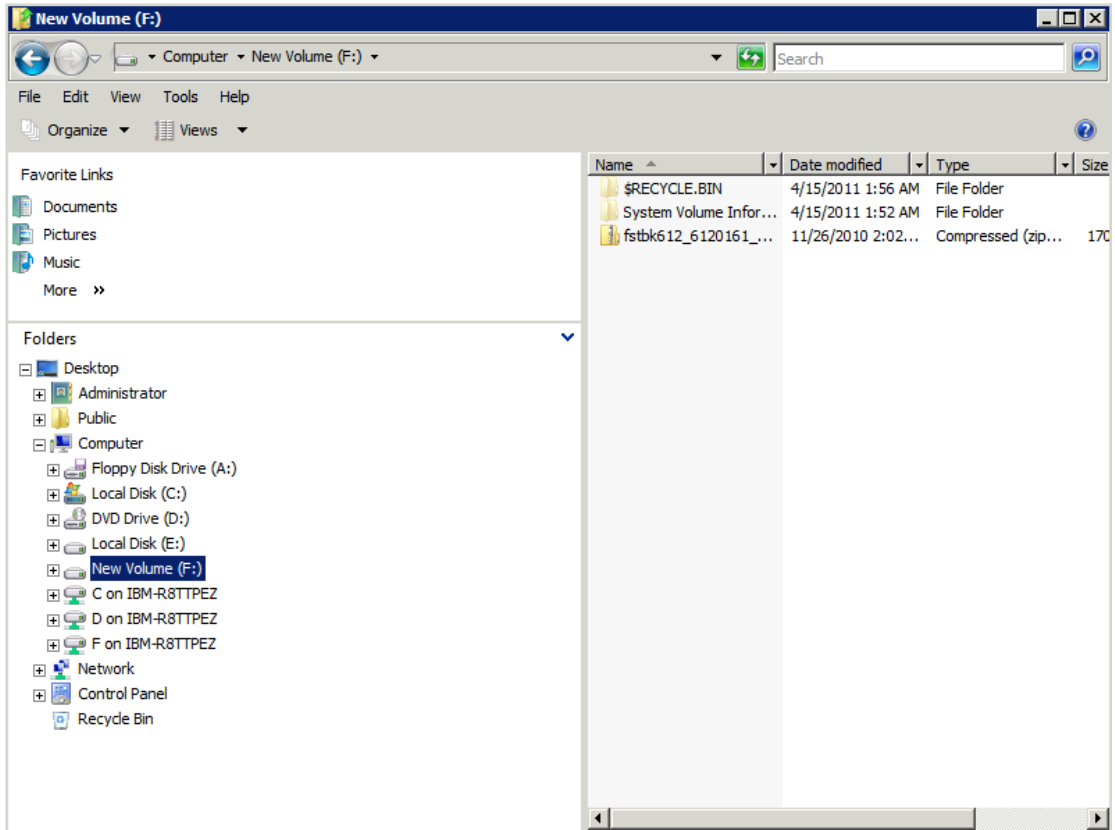 New Volume (F:)
Computer New Volume (F:) Search
File Edit View Tools Help
Organize Views
Favorite Links
Documents
Pictures
Music
More »
Folders
Desktop
Administrator
Public
Computer
Floppy Disk Drive (A:)
Local Disk (C:)
DVD Drive (D:)
Local Disk (E:)
New Volume (F:)
C on IBM-R8TTPEZ
D on IBM-R8TTPEZ
F on IBM-R8TTPEZ
Network
Control Panel
Recycle Bin
Name Date modified Type Size
$RECYCLE.BIN 4/15/2011 1:56 AM File Folder
System Volume Infor... 4/15/2011 1:52 AM File Folder
fstbk612_6120161_... 11/26/2010 2:02... Compressed (zip... 170